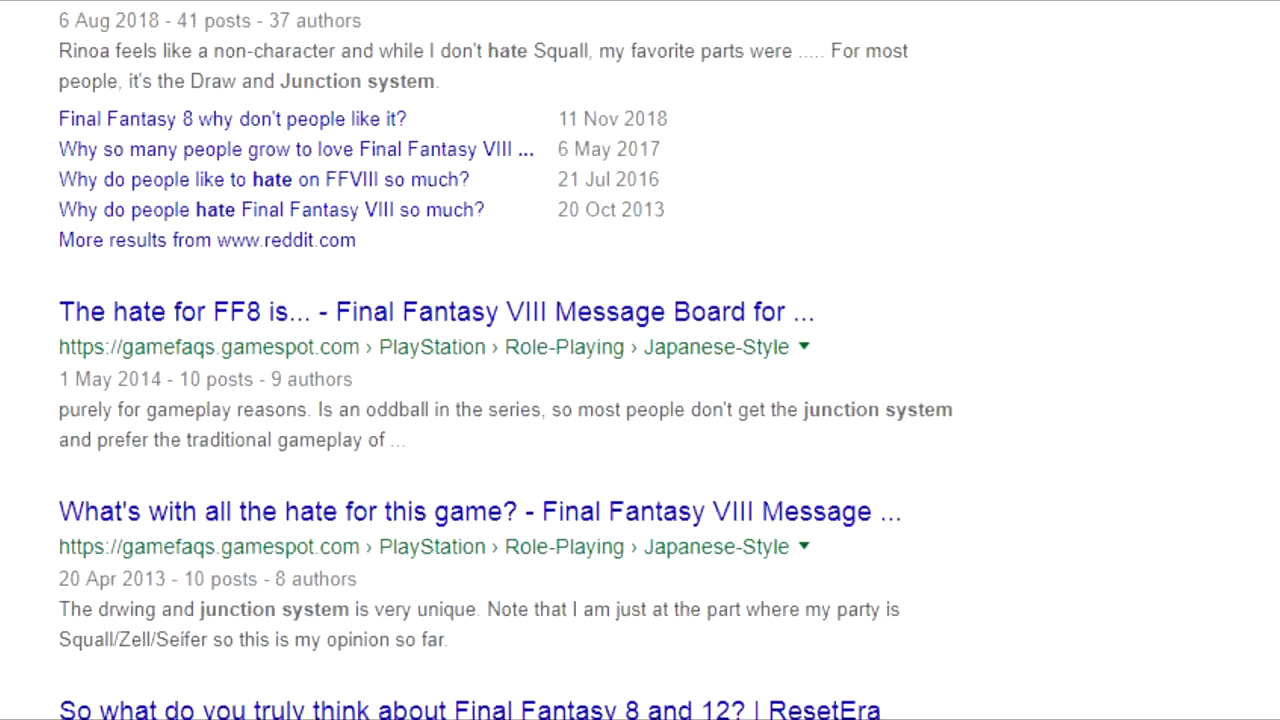 6 Aug 2018 - 41 posts - 37 authors
Rinoa feels like a non-character and while I don't hate Squall, my favorite parts were ..... For most
people, it's the Draw and Junction system.
Final Fantasy 8 why don't people like it? 11 Nov 2018
Why so many people grow to love Final Fantasy VIII ... 6 May 2017
Why do people like to hate on FFVIII so much? 21 Jul 2016
Why do people hate Final Fantasy VIII so much? 20 Oct 2013
More results from www.reddit.com
The hate for FF8 is... - Final Fantasy VIII Message Board for ...
https://gamefaqs.gamespot.com › PlayStation › Role-Playing › Japanese-Style
1 May 2014 - 10 posts - 9 authors
purely for gameplay reasons. Is an oddball in the series, so most people don't get the junction system
and prefer the traditional gameplay of ...
What's with all the hate for this game? - Final Fantasy VIII Message ...
https://gamefaqs.gamespot.com › PlayStation › Role-Playing › Japanese-Style
20 Apr 2013 - 10 posts - 8 authors
The drwing and junction system is very unique. Note that I am just at the part where my party is
Squall/Zell/Seifer so this is my opinion so far.
So what do you truly think about Final Fantasy 8 and 12? | ResetEra